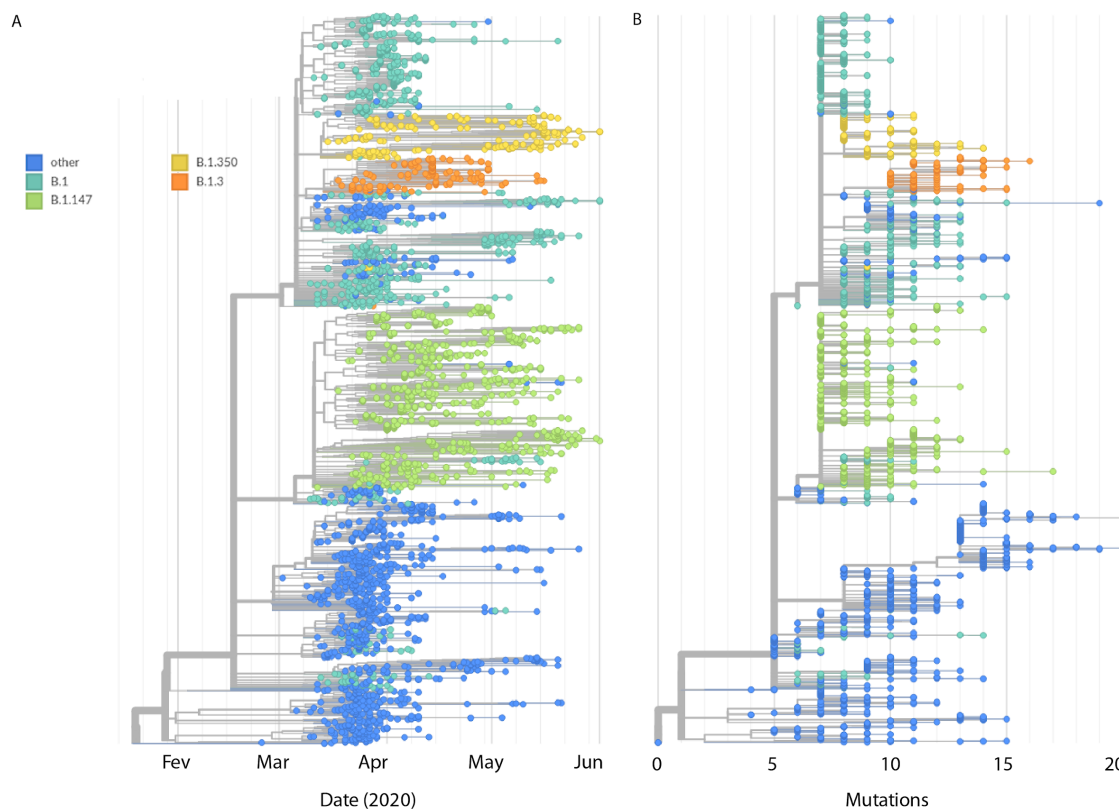 A
B
other
B.1
B.1.147
B.1.350
B.1.3
Fev Mar Apr May Jun
0 5 10 15 20
Date (2020)
Mutations